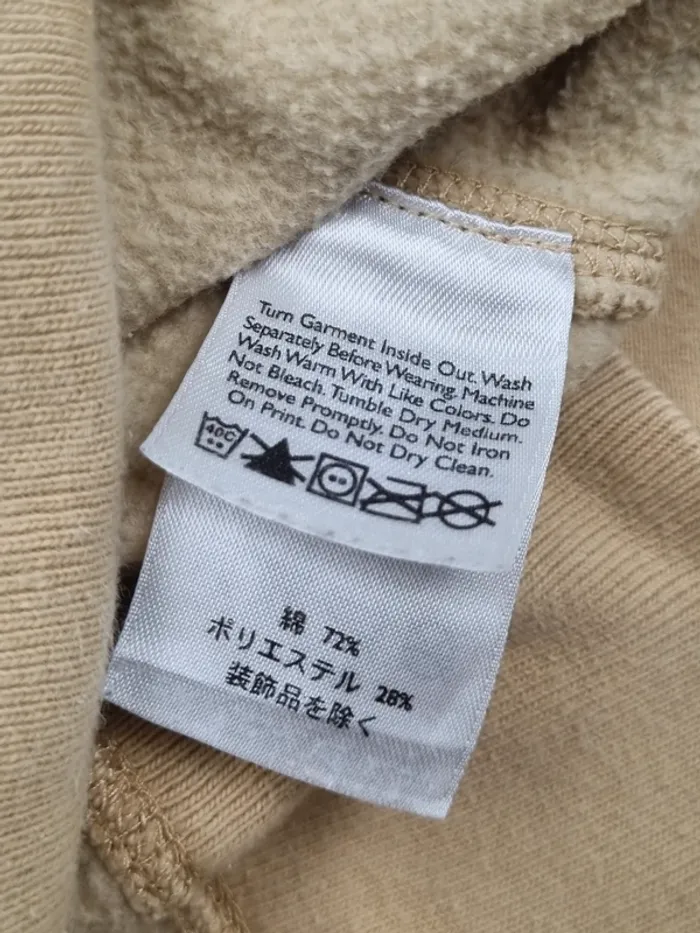 Turn Garment Inside Out. Wash
Separately Before Wearing. Machine
Wash Warm With Like Colors. Do
Not Bleach. Tumble Dry Medium.
Remove Promptly. Do Not Iron
On Print. Do Not Dry Clean.
40C
綿 72%
ポリエステル 28%
装飾品を除く